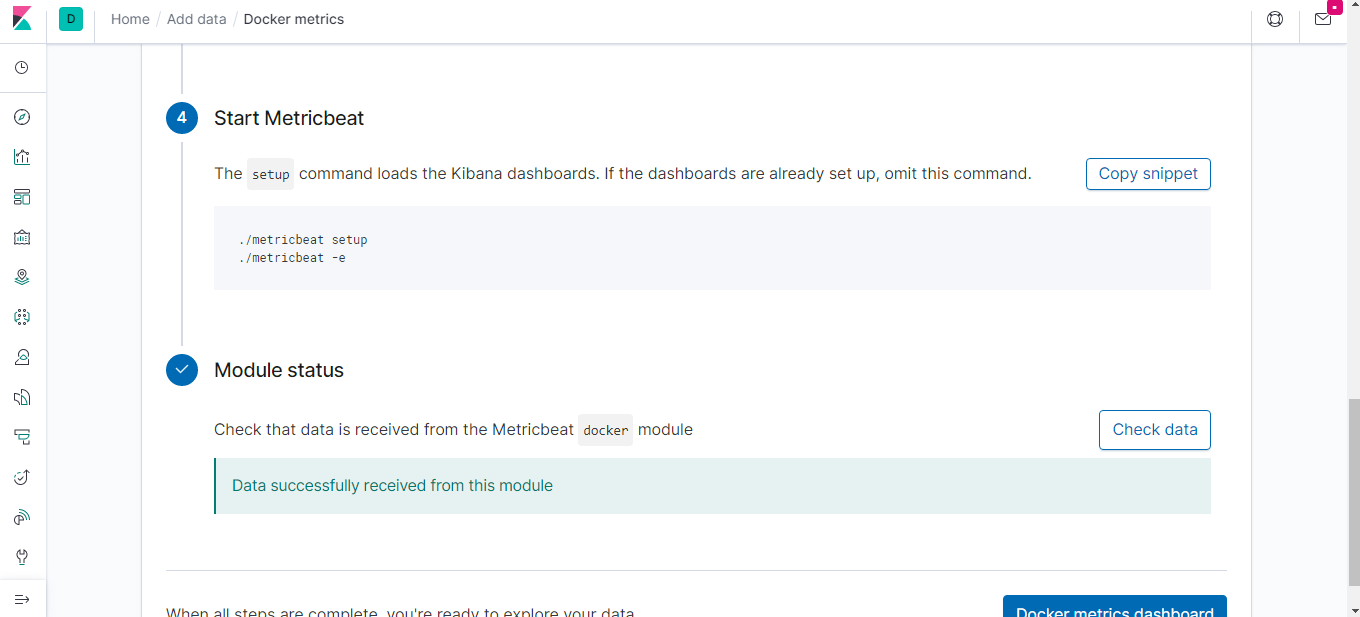 D Home / Add data / Docker metrics
4 Start Metricbeat
The setup command loads the Kibana dashboards. If the dashboards are already set up, omit this command. Copy snippet
./metricbeat setup
./metricbeat -e
Module status
Check that data is received from the Metricbeat docker module Check data
Data successfully received from this module
When all steps are complete, you're ready to explore your data. Docker metrics dashboard